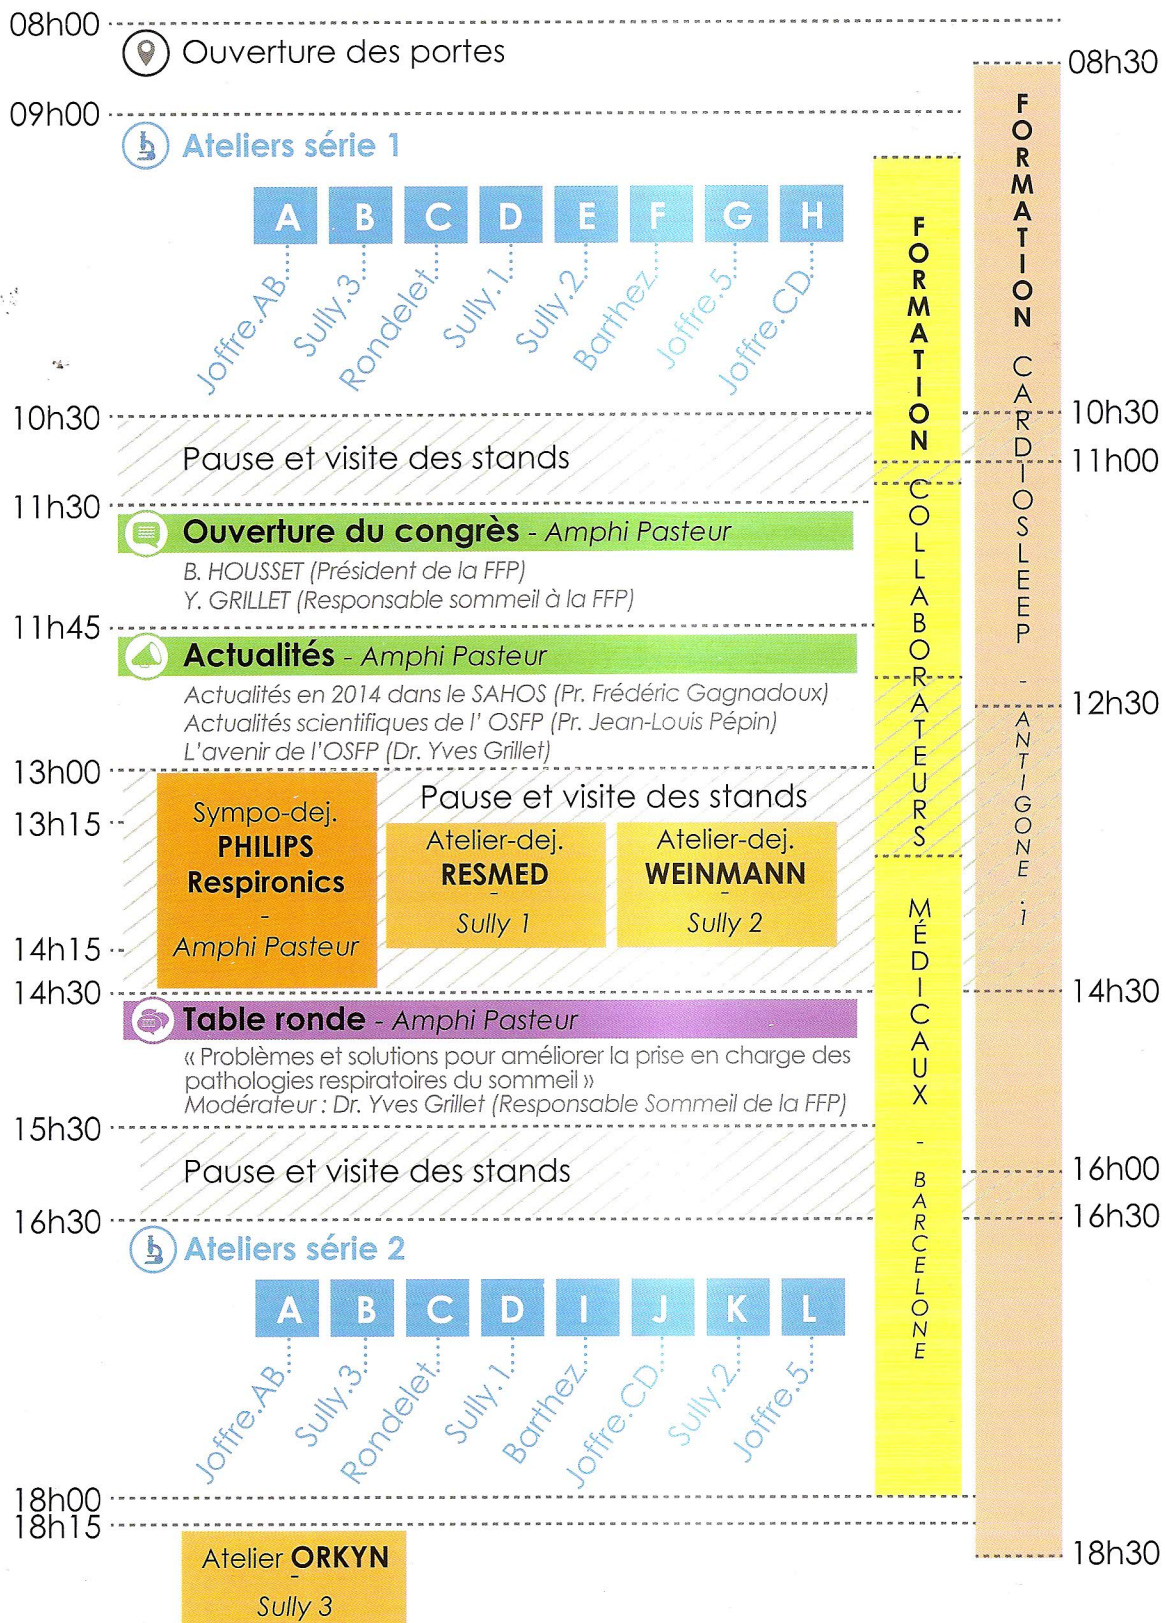 08h00
Ouverture des portes
08h30
09h00
Ateliers série 1
A B C D E F G H
Joffre.AB Sully.3 Rondelet Sully.1 Sully.2 Barthez Joffre.5 Joffre.CD
10h30
10h30
Pause et visite des stands
11h00
11h30
Ouverture du congrès - Amphi Pasteur
B. HOUSSET (Président de la FFP)
Y. GRILLET (Responsable sommeil à la FFP)
11h45
Actualités - Amphi Pasteur
Actualités en 2014 dans le SAHOS (Pr. Frédéric Gagnadoux)
Actualités scientifiques de l' OSFP (Pr. Jean-Louis Pépin)
L'avenir de l'OSFP (Dr. Yves Grillet)
12h30
13h00
Pause et visite des stands
13h15
Sympo-dej.
PHILIPS
Respironics
-
Amphi Pasteur
Atelier-dej.
RESMED
-
Sully 1
Atelier-dej.
WEINMANN
-
Sully 2
14h15
14h30
14h30
Table ronde - Amphi Pasteur
« Problèmes et solutions pour améliorer la prise en charge des
pathologies respiratoires du sommeil »
Modérateur : Dr. Yves Grillet (Responsable Sommeil de la FFP)
15h30
Pause et visite des stands
16h00
16h30
16h30
Ateliers série 2
A B C D I J K L
Joffre.AB Sully.3 Rondelet Sully.1 Barthez Joffre.CD Sully.2 Joffre.5
18h00
18h15
18h30
Atelier ORKYN
-
Sully 3
FORMATION COLLABORATEURS MÉDICAUX - BARCELONE
FORMATION CARDIOSLEEP - ANTIGONE .1